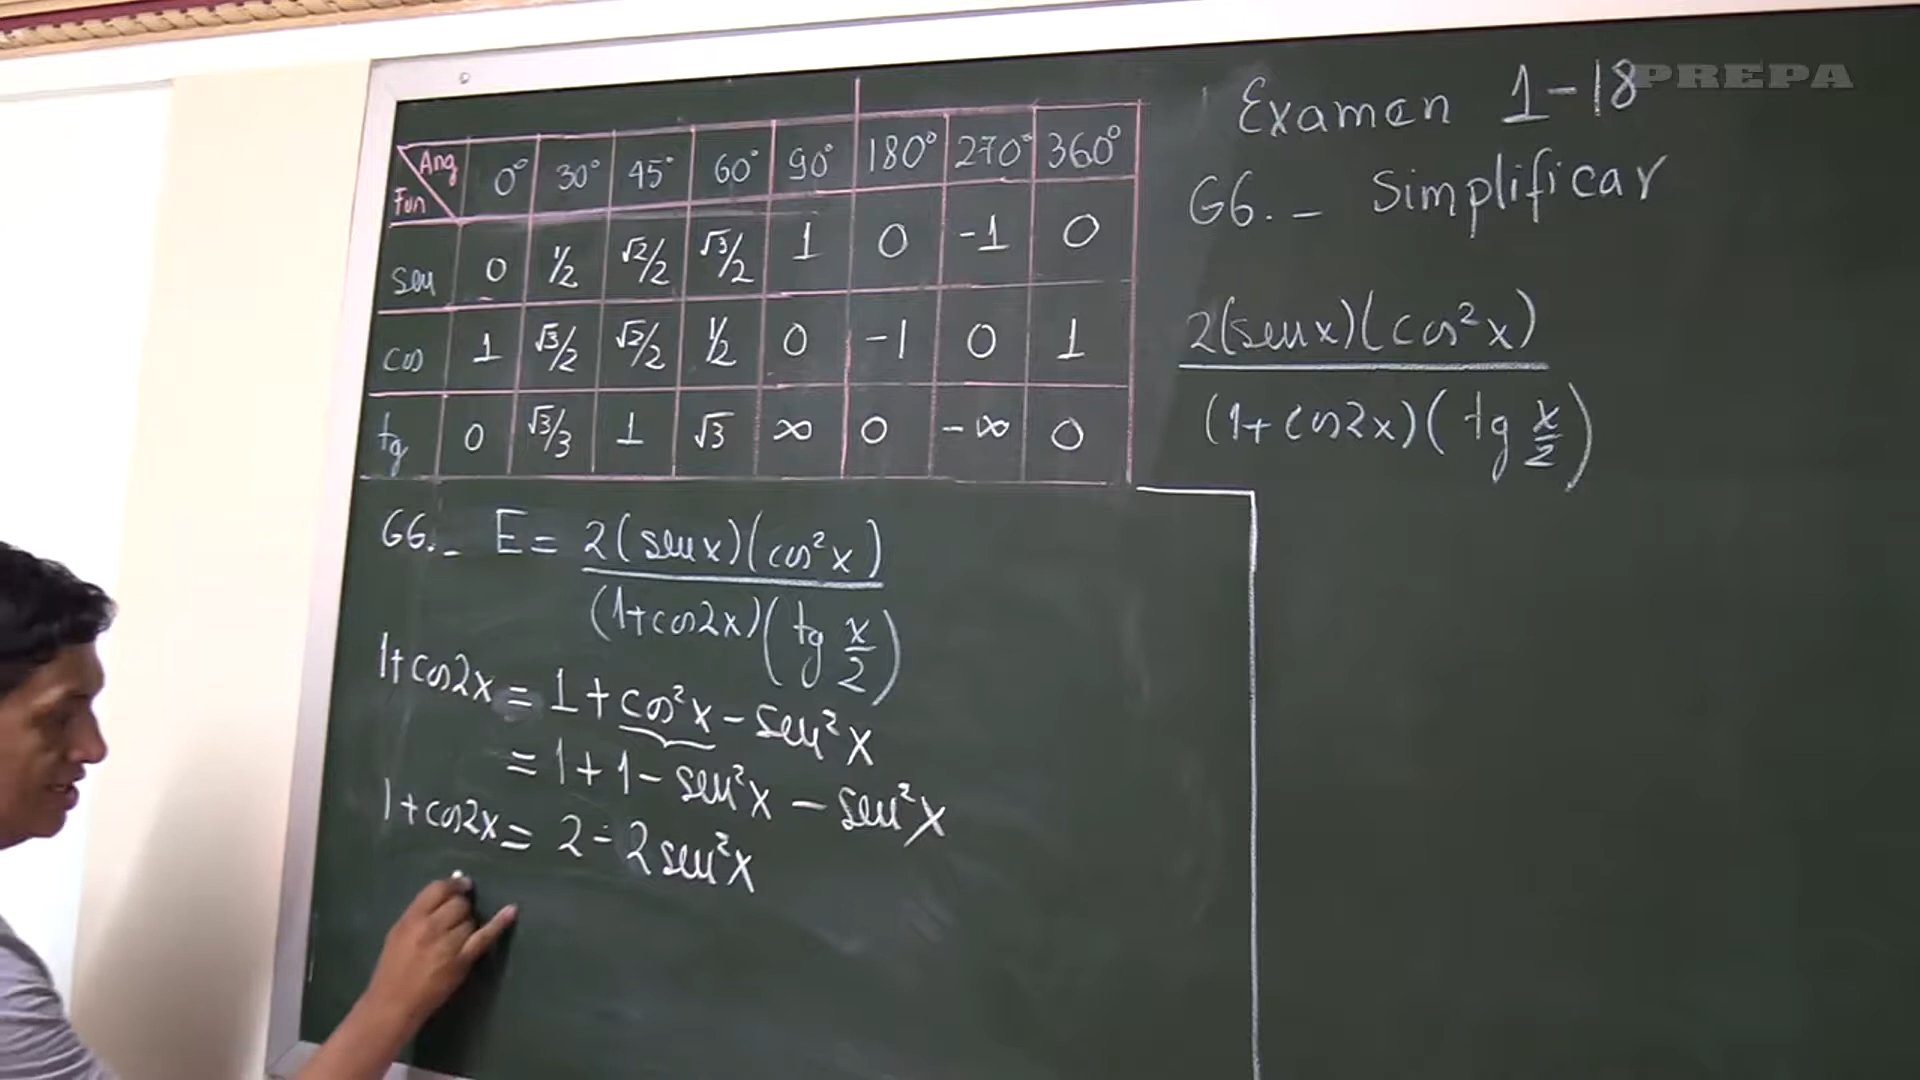 PREPA
Examen 1-18
G6.- Simplificar
2(senx)(cos²x)
(1+cos2x)(tg x/2)
Ang Fun 0° 30° 45° 60° 90° 180° 270° 360°
sen 0 1/2 √2/2 √3/2 1 0 -1 0
cos 1 √3/2 √2/2 1/2 0 -1 0 1
tg 0 √3/3 1 √3 ∞ 0 -∞ 0
G6.- E = 2(senx)(cos²x)
(1+cos2x)(tg x/2)
1+cos2x = 1+cos²x - sen²x
= 1+1-sen²x - sen²x
1+cos2x = 2-2sen²x